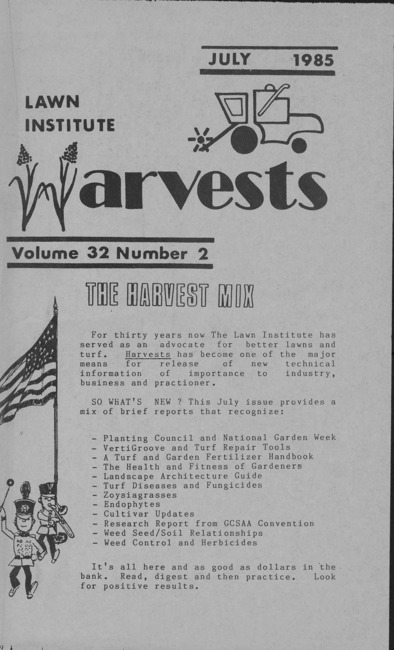 JULY 1985
LAWN
INSTITUTE
Harvests
Volume 32 Number 2
THE HARVEST MIX
For thirty years now The Lawn Institute has
served as an advocate for better lawns and
turf. Harvests has become one of the major
means for release of new technical
information of importance to industry,
business and practioner.
SO WHAT'S NEW ? This July issue provides a
mix of brief reports that recognize:
- Planting Council and National Garden Week
- VertiGroove and Turf Repair Tools
- A Turf and Garden Fertilizer Handbook
- The Health and Fitness of Gardeners
- Landscape Architecture Guide
- Turf Diseases and Fungicides
- Zoysiagrasses
- Endophytes
- Cultivar Updates
- Research Report from GCSAA Convention
- Weed Seed/Soil Relationships
- Weed Control and Herbicides
It's all here and as good as dollars in the
bank. Read, digest and then practice. Look
for positive results.